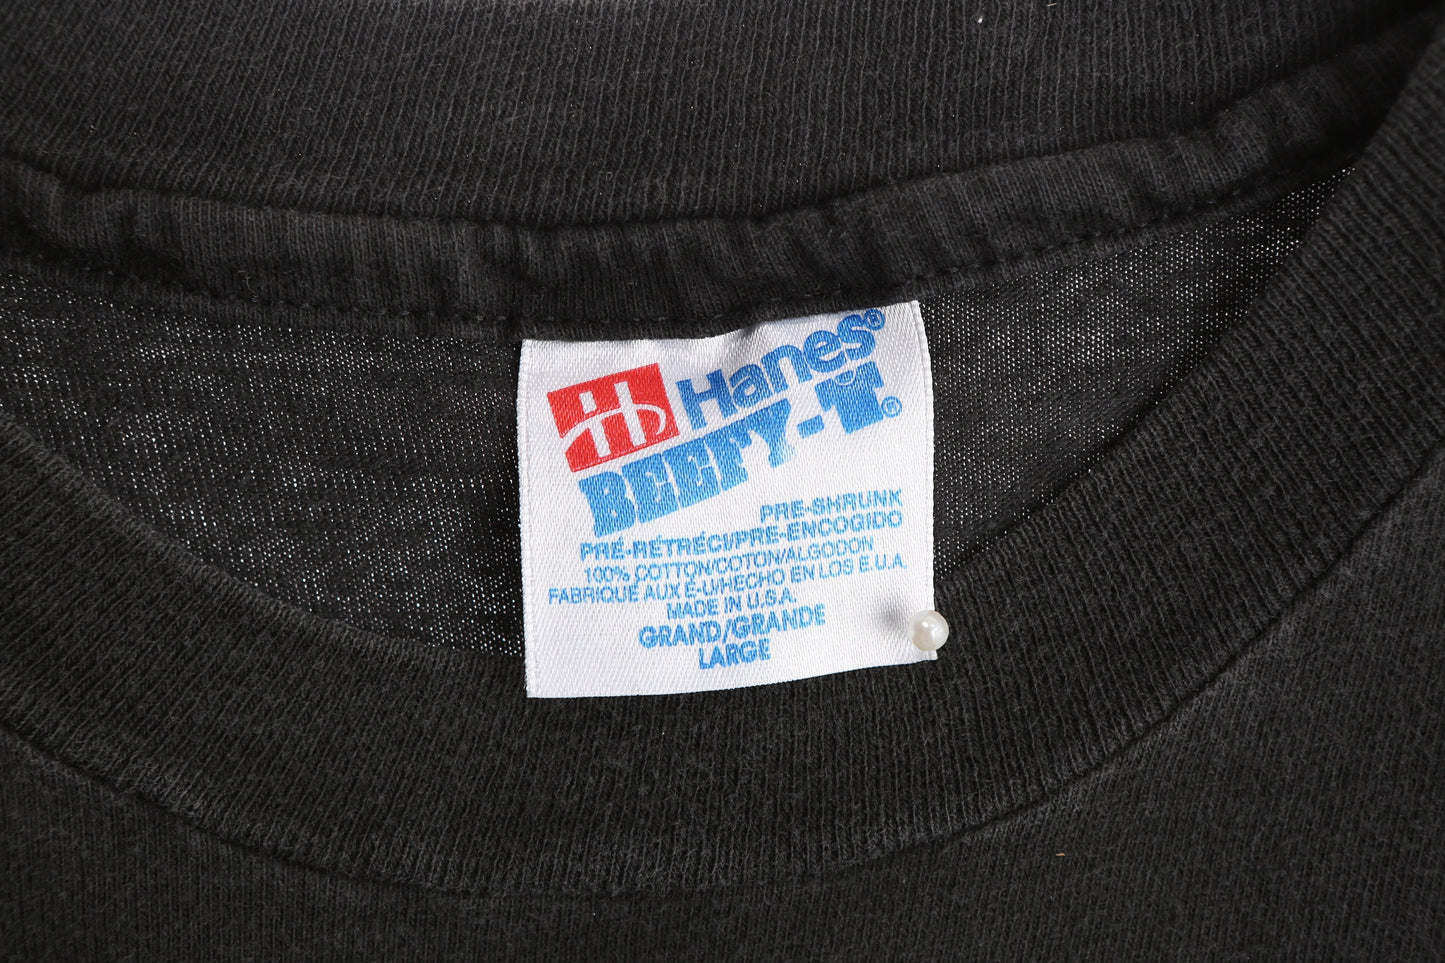 Hanes®
BEEFY-T®
PRE-SHRUNK
PRÉ-RÉTRÉCI/PRE-ENCOGIDO
100% COTTON/COTON/ALGODON
FABRIQUÉ AUX É-U/HECHO EN LOS E.U.A.
MADE IN U.S.A.
GRAND/GRANDE
LARGE